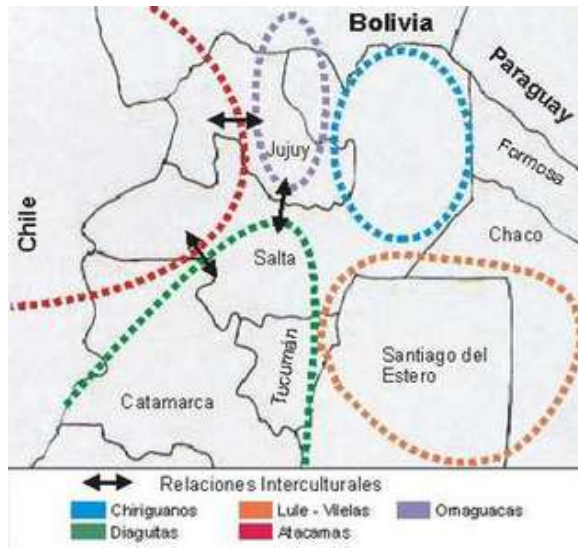 Bolivia
Paraguay
Formosa
Jujuy
Chile
Chaco
Salta
Santiago del
Estero
Tucumán
Catamarca
Relaciones Interculturales
Chiriguanos
Lule - Vilelas
Omaguacas
Diaguitas
Atacamas